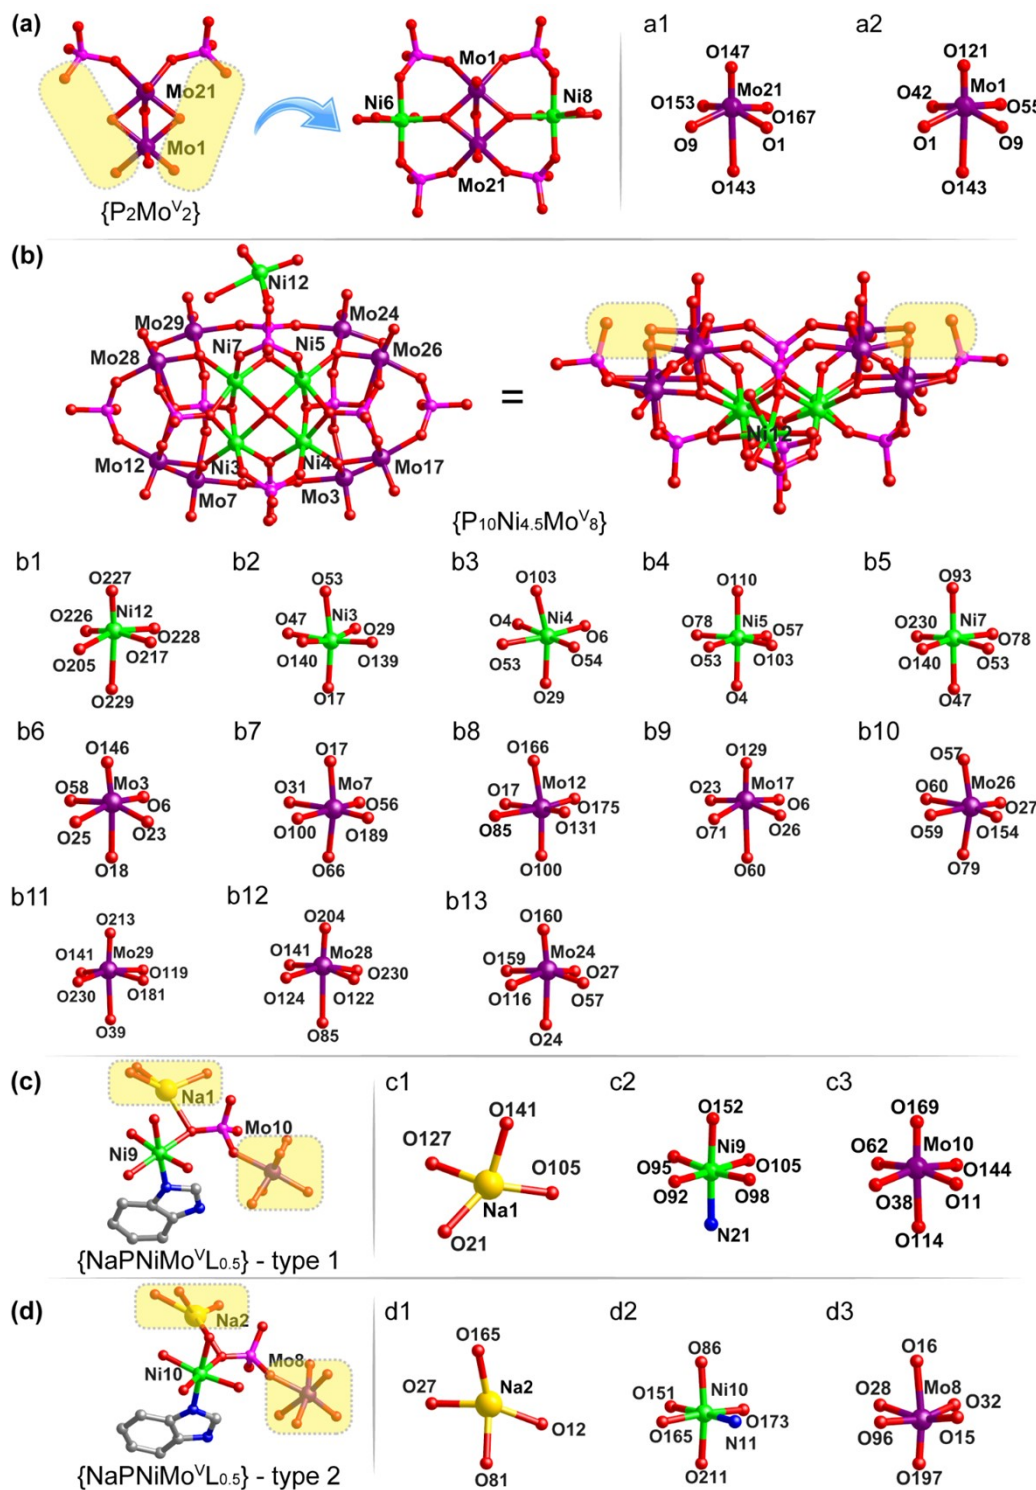 (a)
Mo21
Mo1
{P₂Moⱽ₂}
Mo1
Ni6
Ni8
Mo21
a1
O147
Mo21
O153
O167
O9
O1
O143
a2
O121
Mo1
O42
O55
O1
O9
O143
(b)
Ni12
Mo29
Mo24
Ni7
Ni5
Mo28
Mo26
Mo12
Ni3
Ni4
Mo17
Mo7
Mo3
=
Ni12
{P₁₀Ni₄.₅Moⱽ₈}
b1
O227
O226
Ni12
O228
O205
O217
O229
b2
O53
O47
Ni3
O29
O140
O139
O17
b3
O103
O4
Ni4
O6
O53
O54
O29
b4
O110
O78
Ni5
O57
O53
O103
O4
b5
O93
O230
Ni7
O78
O140
O53
O47
b6
O146
O58
Mo3
O6
O25
O23
O18
b7
O17
O31
Mo7
O56
O100
O189
O66
b8
O166
O17
Mo12
O175
O85
O131
O100
b9
O129
O23
Mo17
O6
O71
O26
O60
b10
O57
O60
Mo26
O27
O59
O154
O79
b11
O213
O141
Mo29
O119
O230
O181
O39
b12
O204
O141
Mo28
O230
O124
O122
O85
b13
O160
O159
Mo24
O27
O116
O57
O24
(c)
Na1
Mo10
Ni9
{NaPNiMoⱽL₀.₅} - type 1
c1
O141
O127
O105
Na1
O21
c2
O152
Ni9
O95
O105
O92
O98
N21
c3
O169
O62
Mo10
O144
O38
O11
O114
(d)
Na2
Ni10
Mo8
{NaPNiMoⱽL₀.₅} - type 2
d1
O165
Na2
O27
O12
O81
d2
O86
Ni10
O151
O173
O165
N11
O211
d3
O16
O28
Mo8
O32
O96
O15
O197